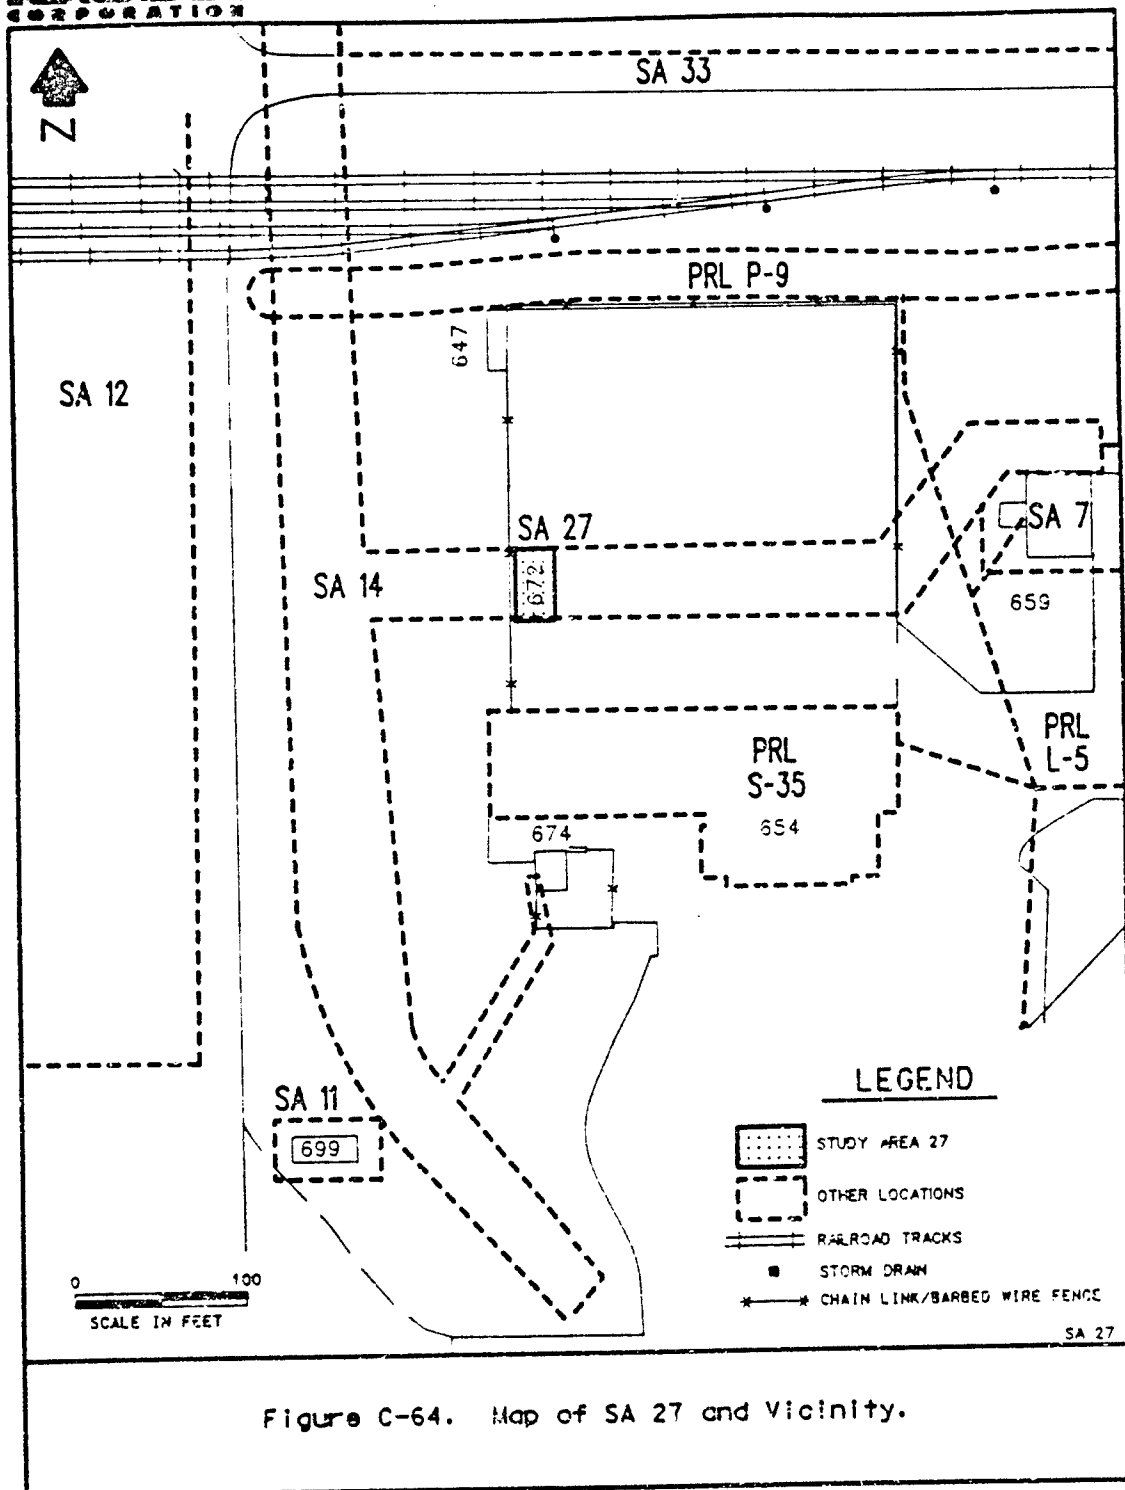 CORPORATION
SA 33
N
PRL P-9
647
SA 12
SA 27
SA 7
672
SA 14
659
PRL
L-5
PRL
S-35
654
674
LEGEND
SA 11
699
STUDY AREA 27
OTHER LOCATIONS
RAILROAD TRACKS
STORM DRAIN
CHAIN LINK/BARBED WIRE FENCE
0 100
SCALE IN FEET
SA 27
Figure C-64. Map of SA 27 and Vicinity.